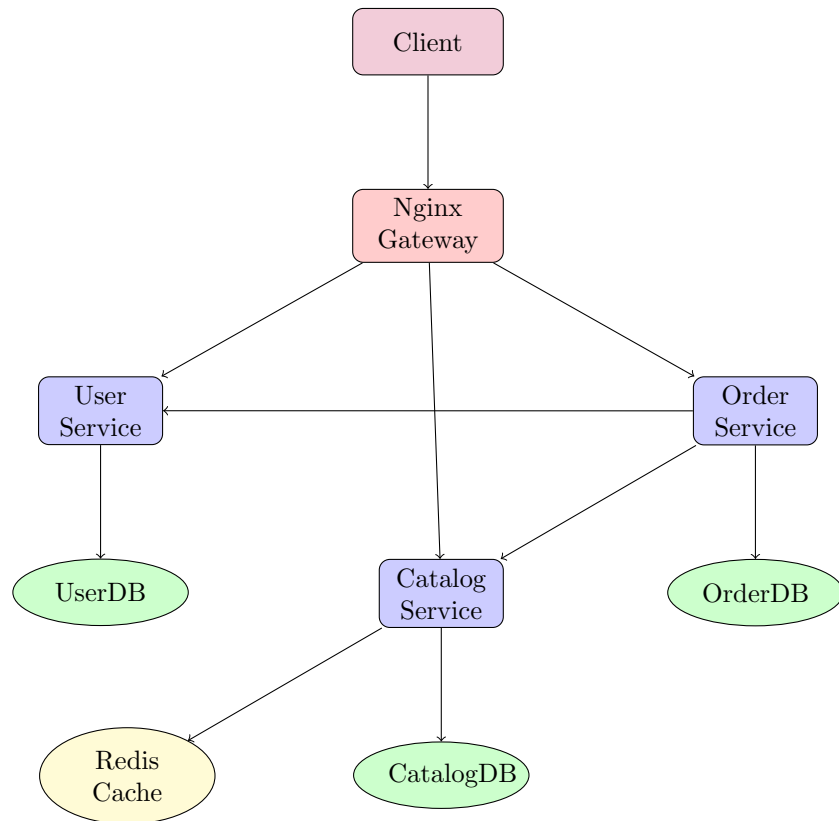 Client
Nginx
Gateway
User
Service
Order
Service
UserDB
Catalog
Service
OrderDB
Redis
Cache
CatalogDB